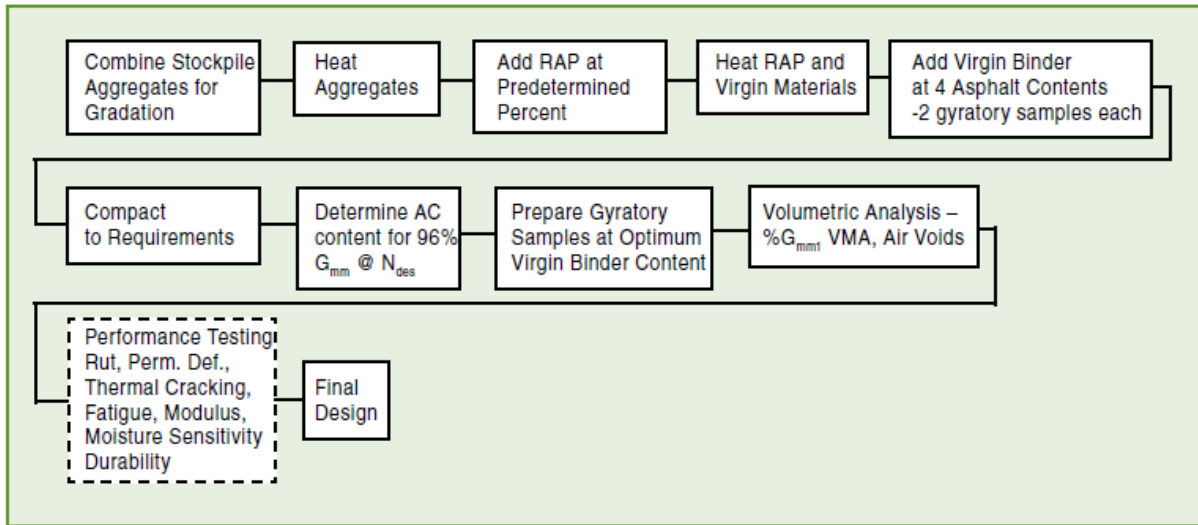 Combine Stockpile
Aggregates for
Gradation
Heat
Aggregates
Add RAP at
Predetermined
Percent
Heat RAP and
Virgin Materials
Add Virgin Binder
at 4 Asphalt Contents
-2 gyratory samples each
Compact
to Requirements
Determine AC
content for 96%
Gmm @ Ndes
Prepare Gyratory
Samples at Optimum
Virgin Binder Content
Volumetric Analysis –
%Gmm1 VMA, Air Voids
Performance Testing
Rut, Perm. Def.,
Thermal Cracking,
Fatigue, Modulus,
Moisture Sensitivity
Durability
Final
Design